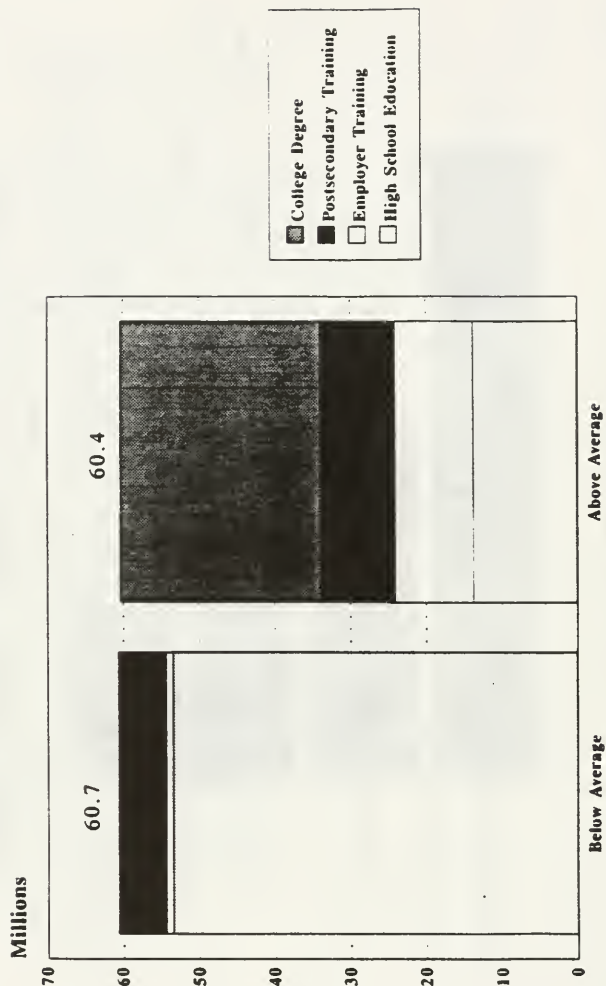 Millions
70
60
50
40
30
20
10
0
60.7
60.4
Below Average
Above Average
College Degree
Postsecondary Training
Employer Training
High School Education